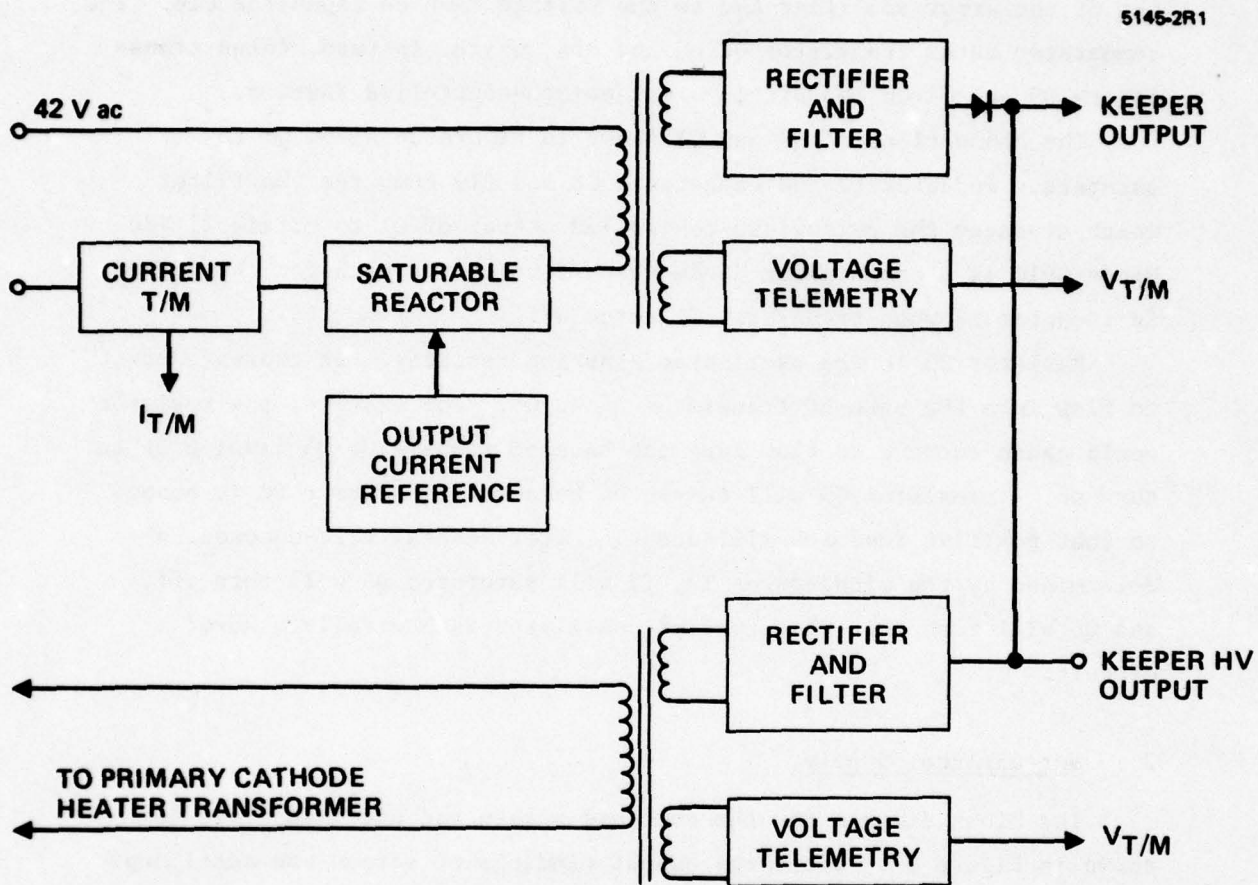 5145-2R1
42 V ac
RECTIFIER
AND
FILTER
KEEPER
OUTPUT
CURRENT
T/M
SATURABLE
REACTOR
VOLTAGE
TELEMETRY
VT/M
IT/M
OUTPUT
CURRENT
REFERENCE
RECTIFIER
AND
FILTER
KEEPER HV
OUTPUT
TO PRIMARY CATHODE
HEATER TRANSFORMER
VOLTAGE
TELEMETRY
VT/M